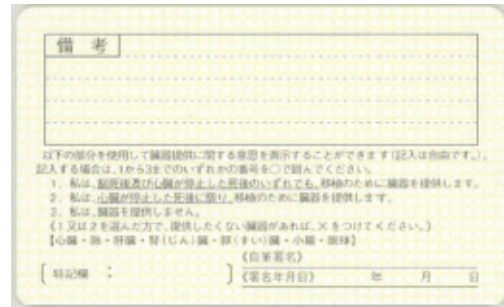 備考
以下の部分を使用して臓器提供に関する意思を表示することができます(記入は自由です。)。
記入する場合は、1から3までのいずれかの番号を○で囲んでください。
1. 私は、脳死後及び心臓が停止した死後のいずれでも、移植のために臓器を提供します。
2. 私は、心臓が停止した死後に限り、移植のために臓器を提供します。
3. 私は、臓器を提供しません。
《1又は2を選んだ方で、提供したくない臓器があれば、×をつけてください。》
【心臓・肺・肝臓・腎(じん)臓・膵(すい)臓・小腸・眼球】
《自筆署名》
〔特記欄: 〕 《署名年月日》 年 月 日